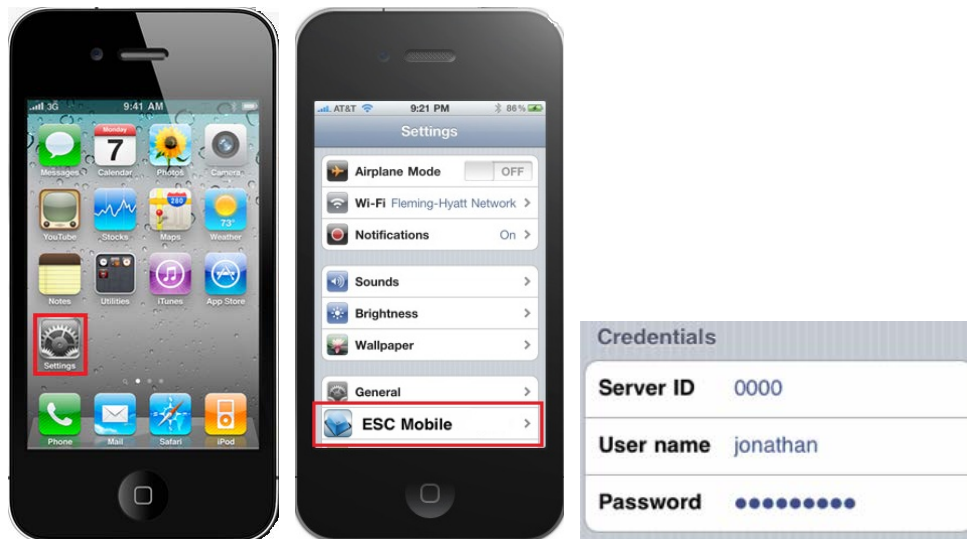 3G 9:41 AM
Monday
7
280
73°
Messages Calendar Photos Camera
YouTube Stocks Maps Weather
Notes Utilities iTunes App Store
Settings
Phone Mail Safari iPod
AT&T 9:21 PM 86%
Settings
Airplane Mode OFF
Wi-Fi Fleming-Hyatt Network
Notifications On
Sounds
Brightness
Wallpaper
General
ESC Mobile
Credentials
Server ID 0000
User name jonathan
Password ●●●●●●●●●